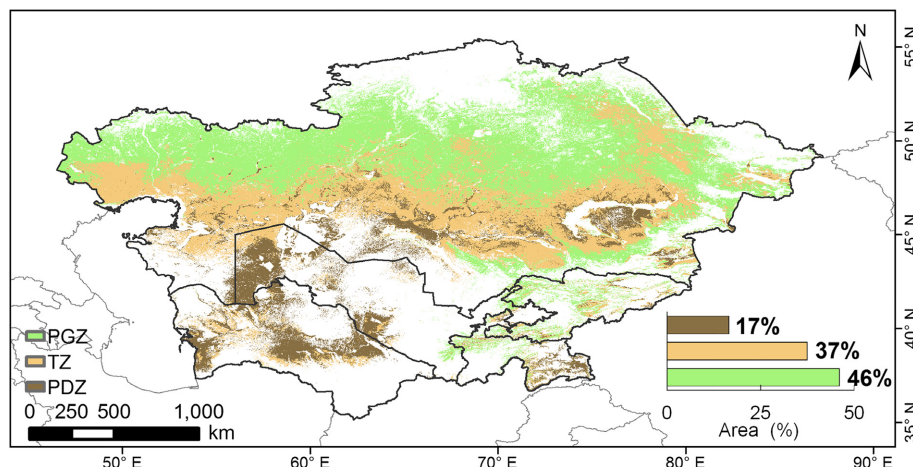 N
55° N
50° N
45° N
40° N
35° N
PGZ
TZ
PDZ
0 250 500 1,000
km
17%
37%
46%
0 25 50
Area (%)
50° E 60° E 70° E 80° E 90° E